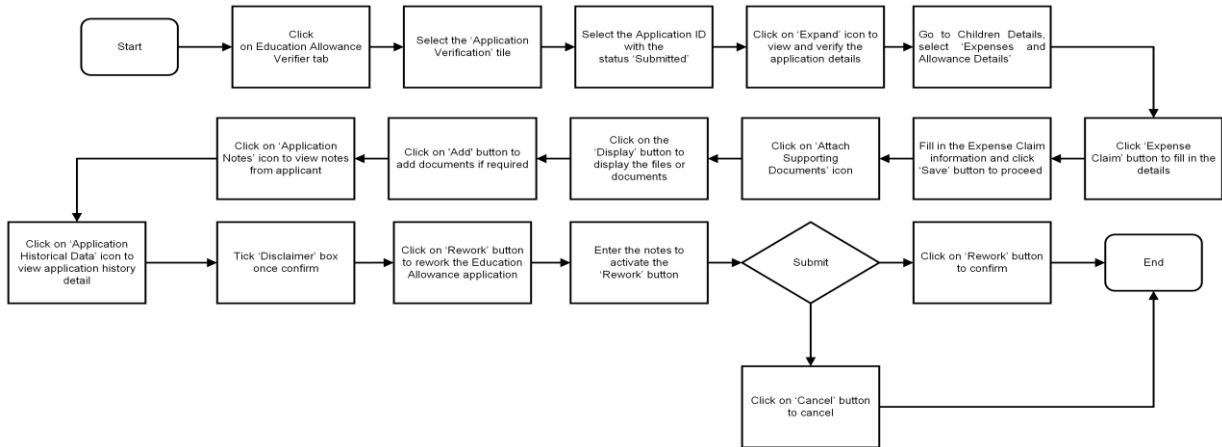 Start
Click
on Education Allowance
Verifier tab
Select the ‘Application
Verification’ tile
Select the Application ID
with the
status ‘Submitted’
Click on ‘Expand’ icon to
view and verify the
application details
Go to Children Details,
select ‘Expenses and
Allowance Details’
Click ‘Expense
Claim’ button to fill in the
details
Fill in the Expense Claim
information and click
‘Save’ button to proceed
Click on ‘Attach
Supporting
Documents’ icon
Click on the
‘Display’ button to
display the files or
documents
Click on 'Add' button to
add documents if required
Click on ‘Application
Notes’ icon to view notes
from applicant
Click on ‘Application
Historical Data’ icon to
view application history
detail
Tick ‘Disclaimer’ box
once confirm
Click on ‘Rework’ button
to rework the Education
Allowance application
Enter the notes to
activate the
‘Rework’ button
Submit
Click on ‘Rework’ button
to confirm
End
Click on ‘Cancel’ button
to cancel